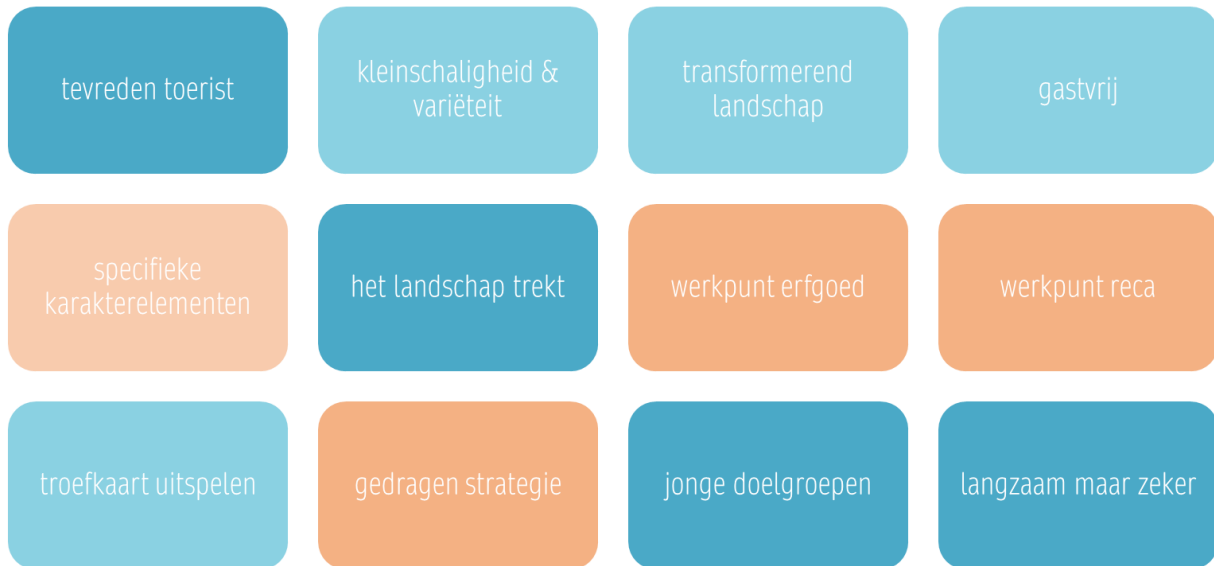 tevreden toerist
kleinschaligheid &
variëteit
transformerend
landschap
gastvrij
specifieke
karakterelementen
het landschap trekt
werkpunt erfgoed
werkpunt reca
troefkaart uitspelen
gedragen strategie
jonge doelgroepen
langzaam maar zeker